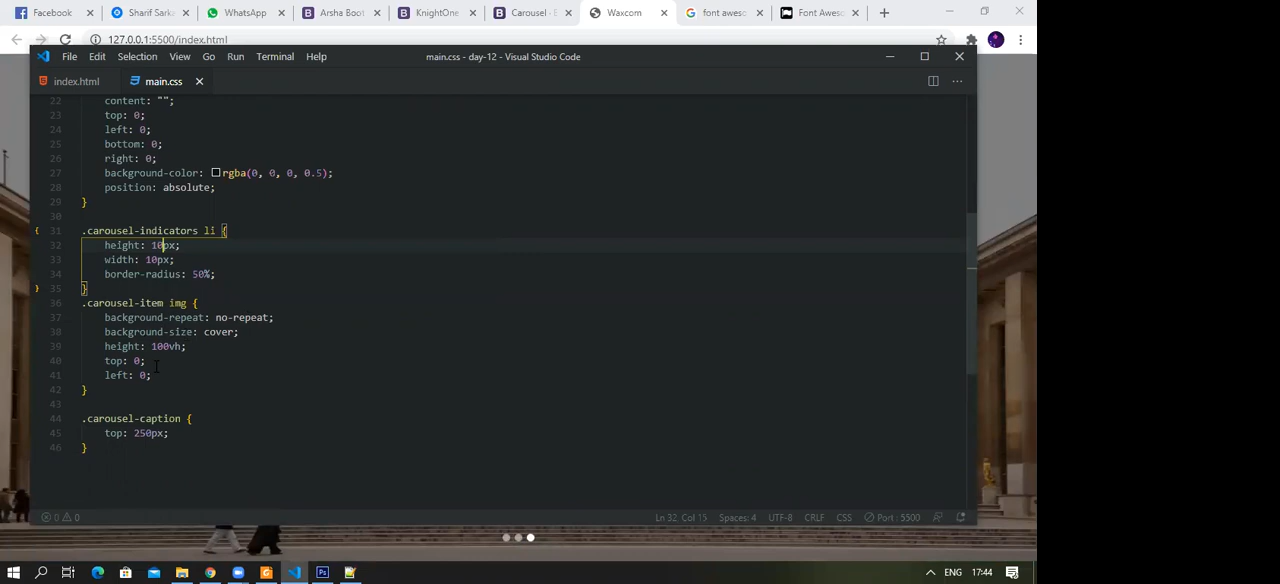 Facebook
Sharif Sarka
WhatsApp
Arsha Boot
KnightOne
Carousel - B
Waxcom
font aweso
Font Aweso
127.0.0.1:5500/index.html
File Edit Selection View Go Run Terminal Help
main.css - day-12 - Visual Studio Code
index.html
main.css
22 content: "";
23 top: 0;
24 left: 0;
25 bottom: 0;
26 right: 0;
27 background-color: rgba(0, 0, 0, 0.5);
28 position: absolute;
29 }
30
31 .carousel-indicators li {
32 height: 10px;
33 width: 10px;
34 border-radius: 50%;
35 }
36 .carousel-item img {
37 background-repeat: no-repeat;
38 background-size: cover;
39 height: 100vh;
40 top: 0;
41 left: 0;
42 }
43
44 .carousel-caption {
45 top: 250px;
46 }
0 0
Ln 32, Col 15 Spaces: 4 UTF-8 CRLF CSS Port : 5500
ENG 17:44